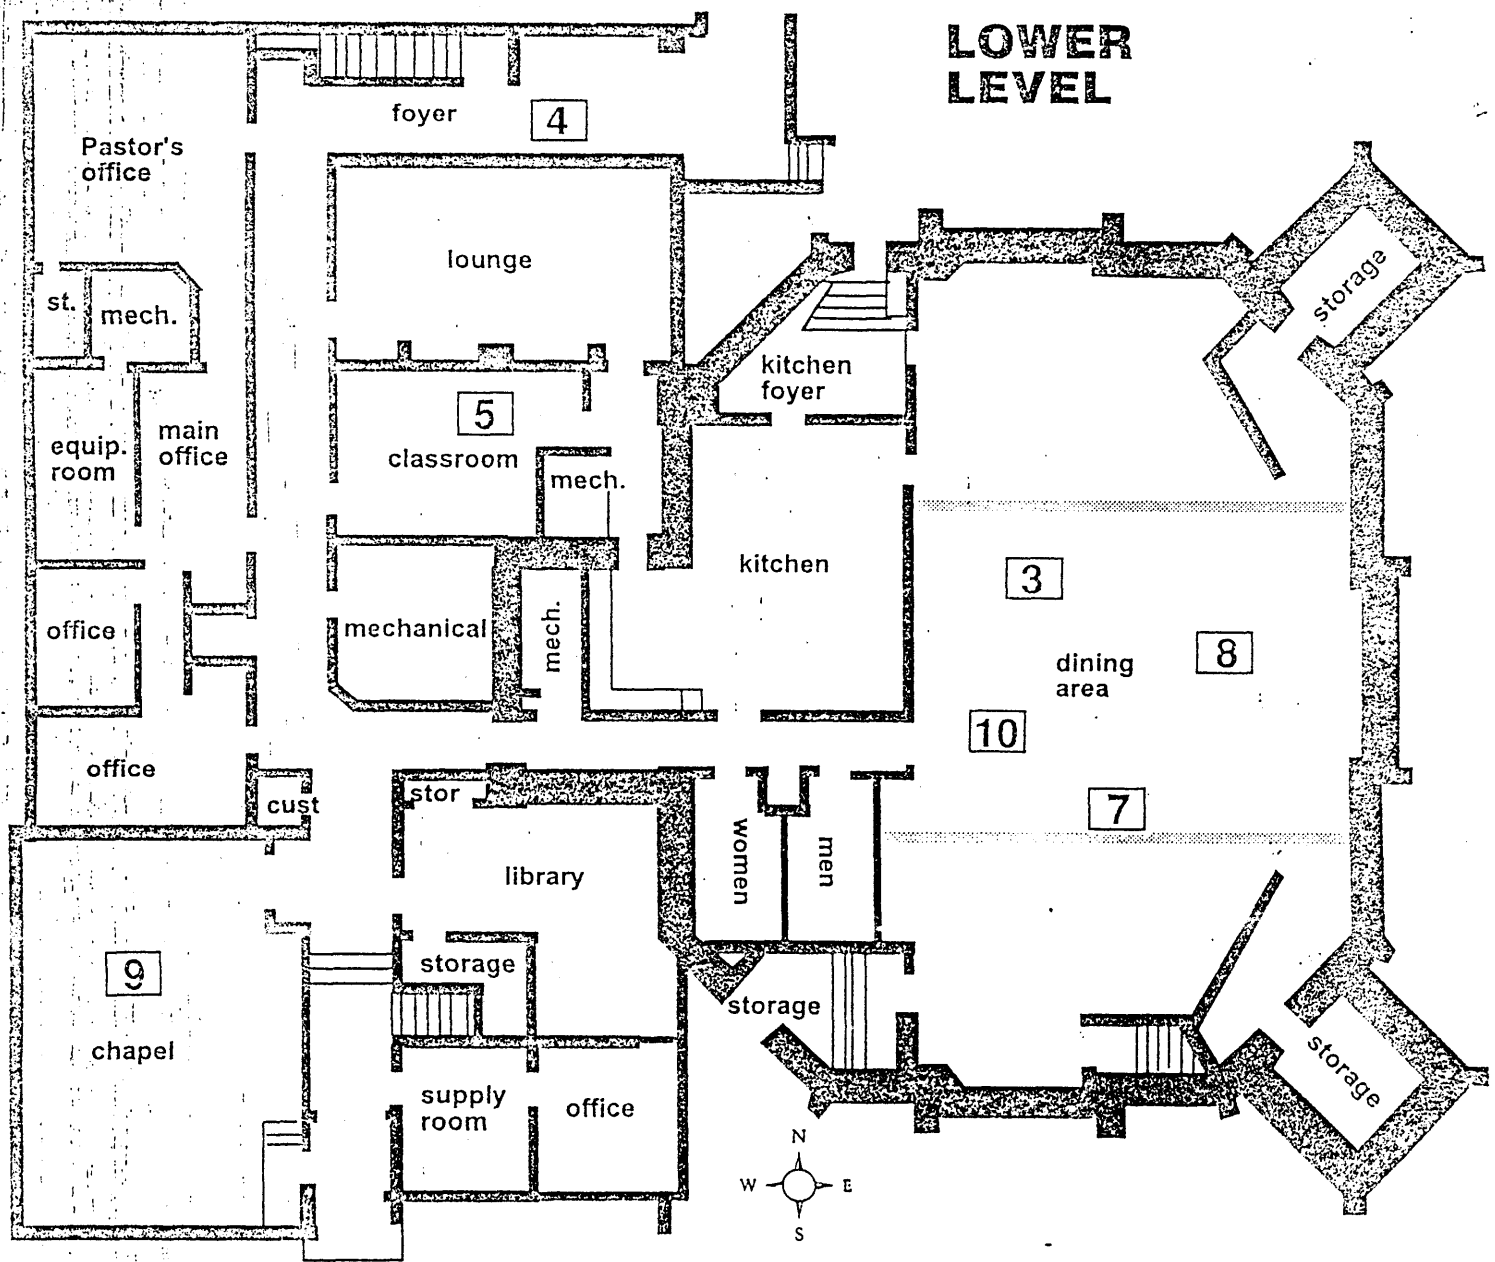 LOWER
LEVEL
foyer
4
Pastor's
office
lounge
storage
st.
mech.
kitchen
foyer
5
main
office
equip.
room
classroom
mech.
kitchen
3
office
mechanical
mech.
dining
area
8
10
office
cust
stor
7
women
men
library
9
storage
storage
chapel
storage
supply
room
office
N
W
E
S